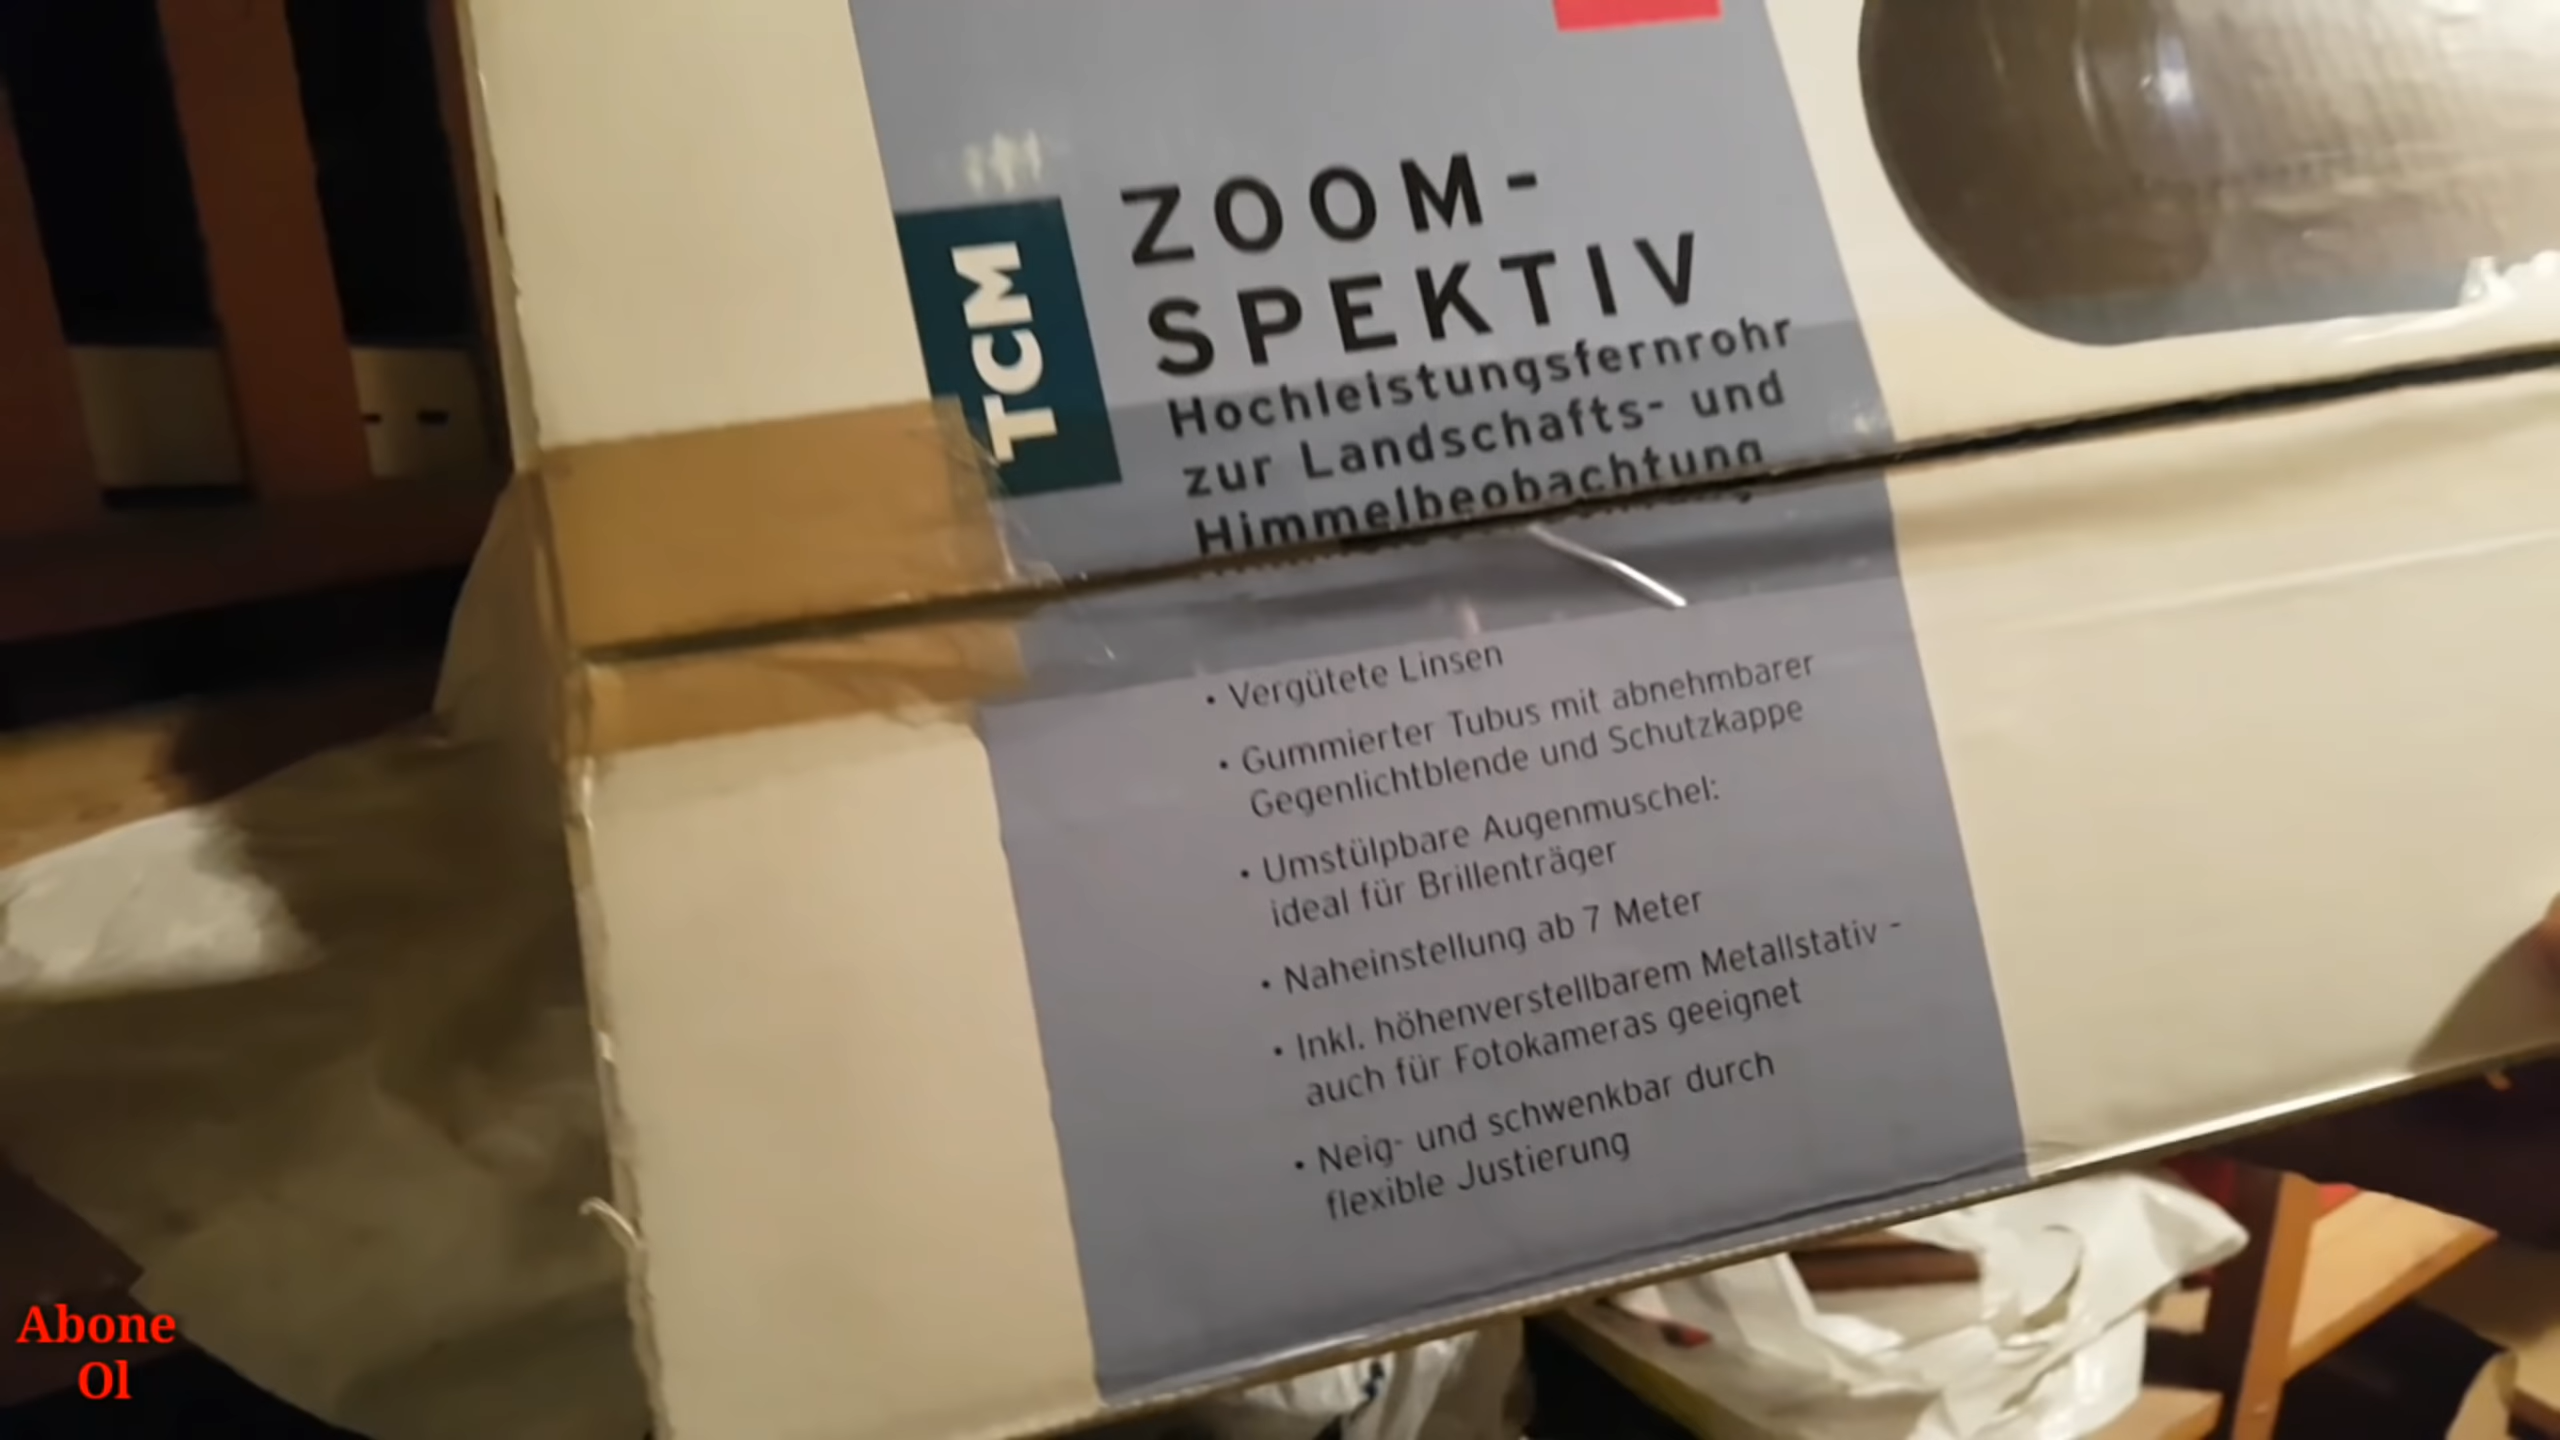 TCM
ZOOM-
SPEKTIV
Hochleistungsfernrohr
zur Landschafts- und
Himmelbeobachtung
• Vergütete Linsen
• Gummierter Tubus mit abnehmbarer
Gegenlichtblende und Schutzkappe
• Umstülpbare Augenmuschel:
ideal für Brillenträger
• Naheinstellung ab 7 Meter
• Inkl. höhenverstellbarem Metallstativ -
auch für Fotokameras geeignet
• Neig- und schwenkbar durch
flexible Justierung
Abone
Ol